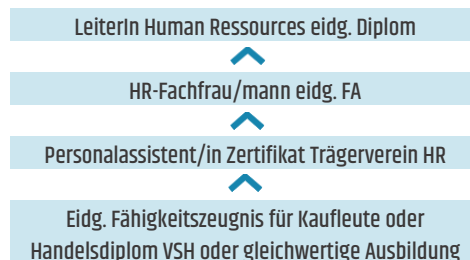 LeiterIn Human Ressources eidg. Diplom
HR-Fachfrau/mann eidg. FA
Personalassistent/in Zertifikat Trägerverein HR
Eidg. Fähigkeitszeugnis für Kaufleute oder
Handelsdiplom VSH oder gleichwertige Ausbildung